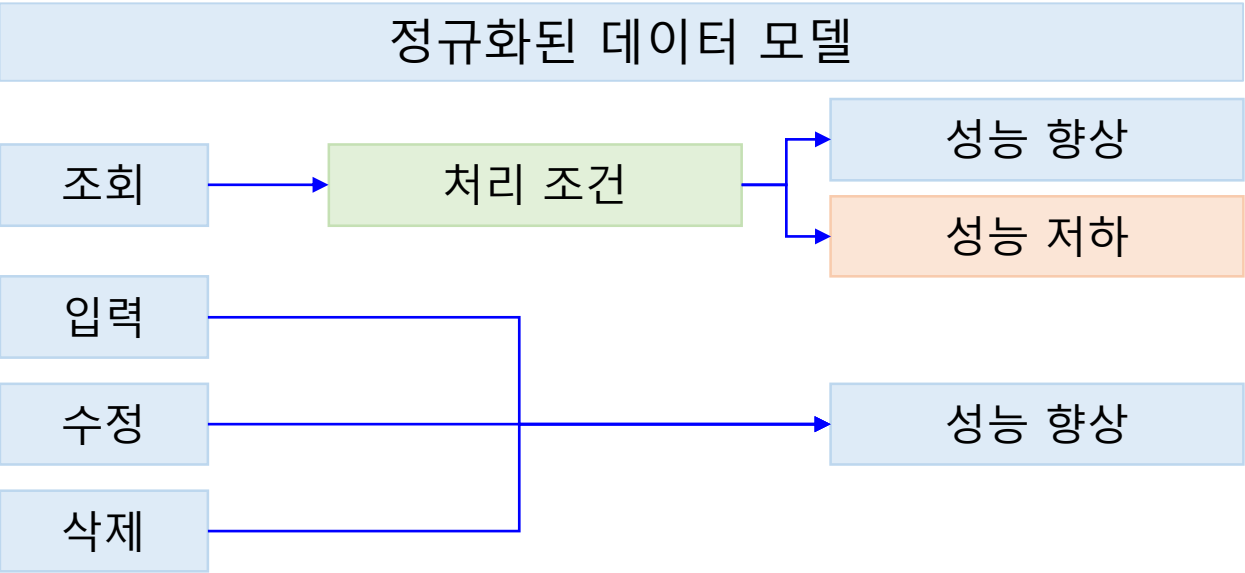 정규화된 데이터 모델
조회
처리 조건
성능 향상
성능 저하
입력
수정
성능 향상
삭제